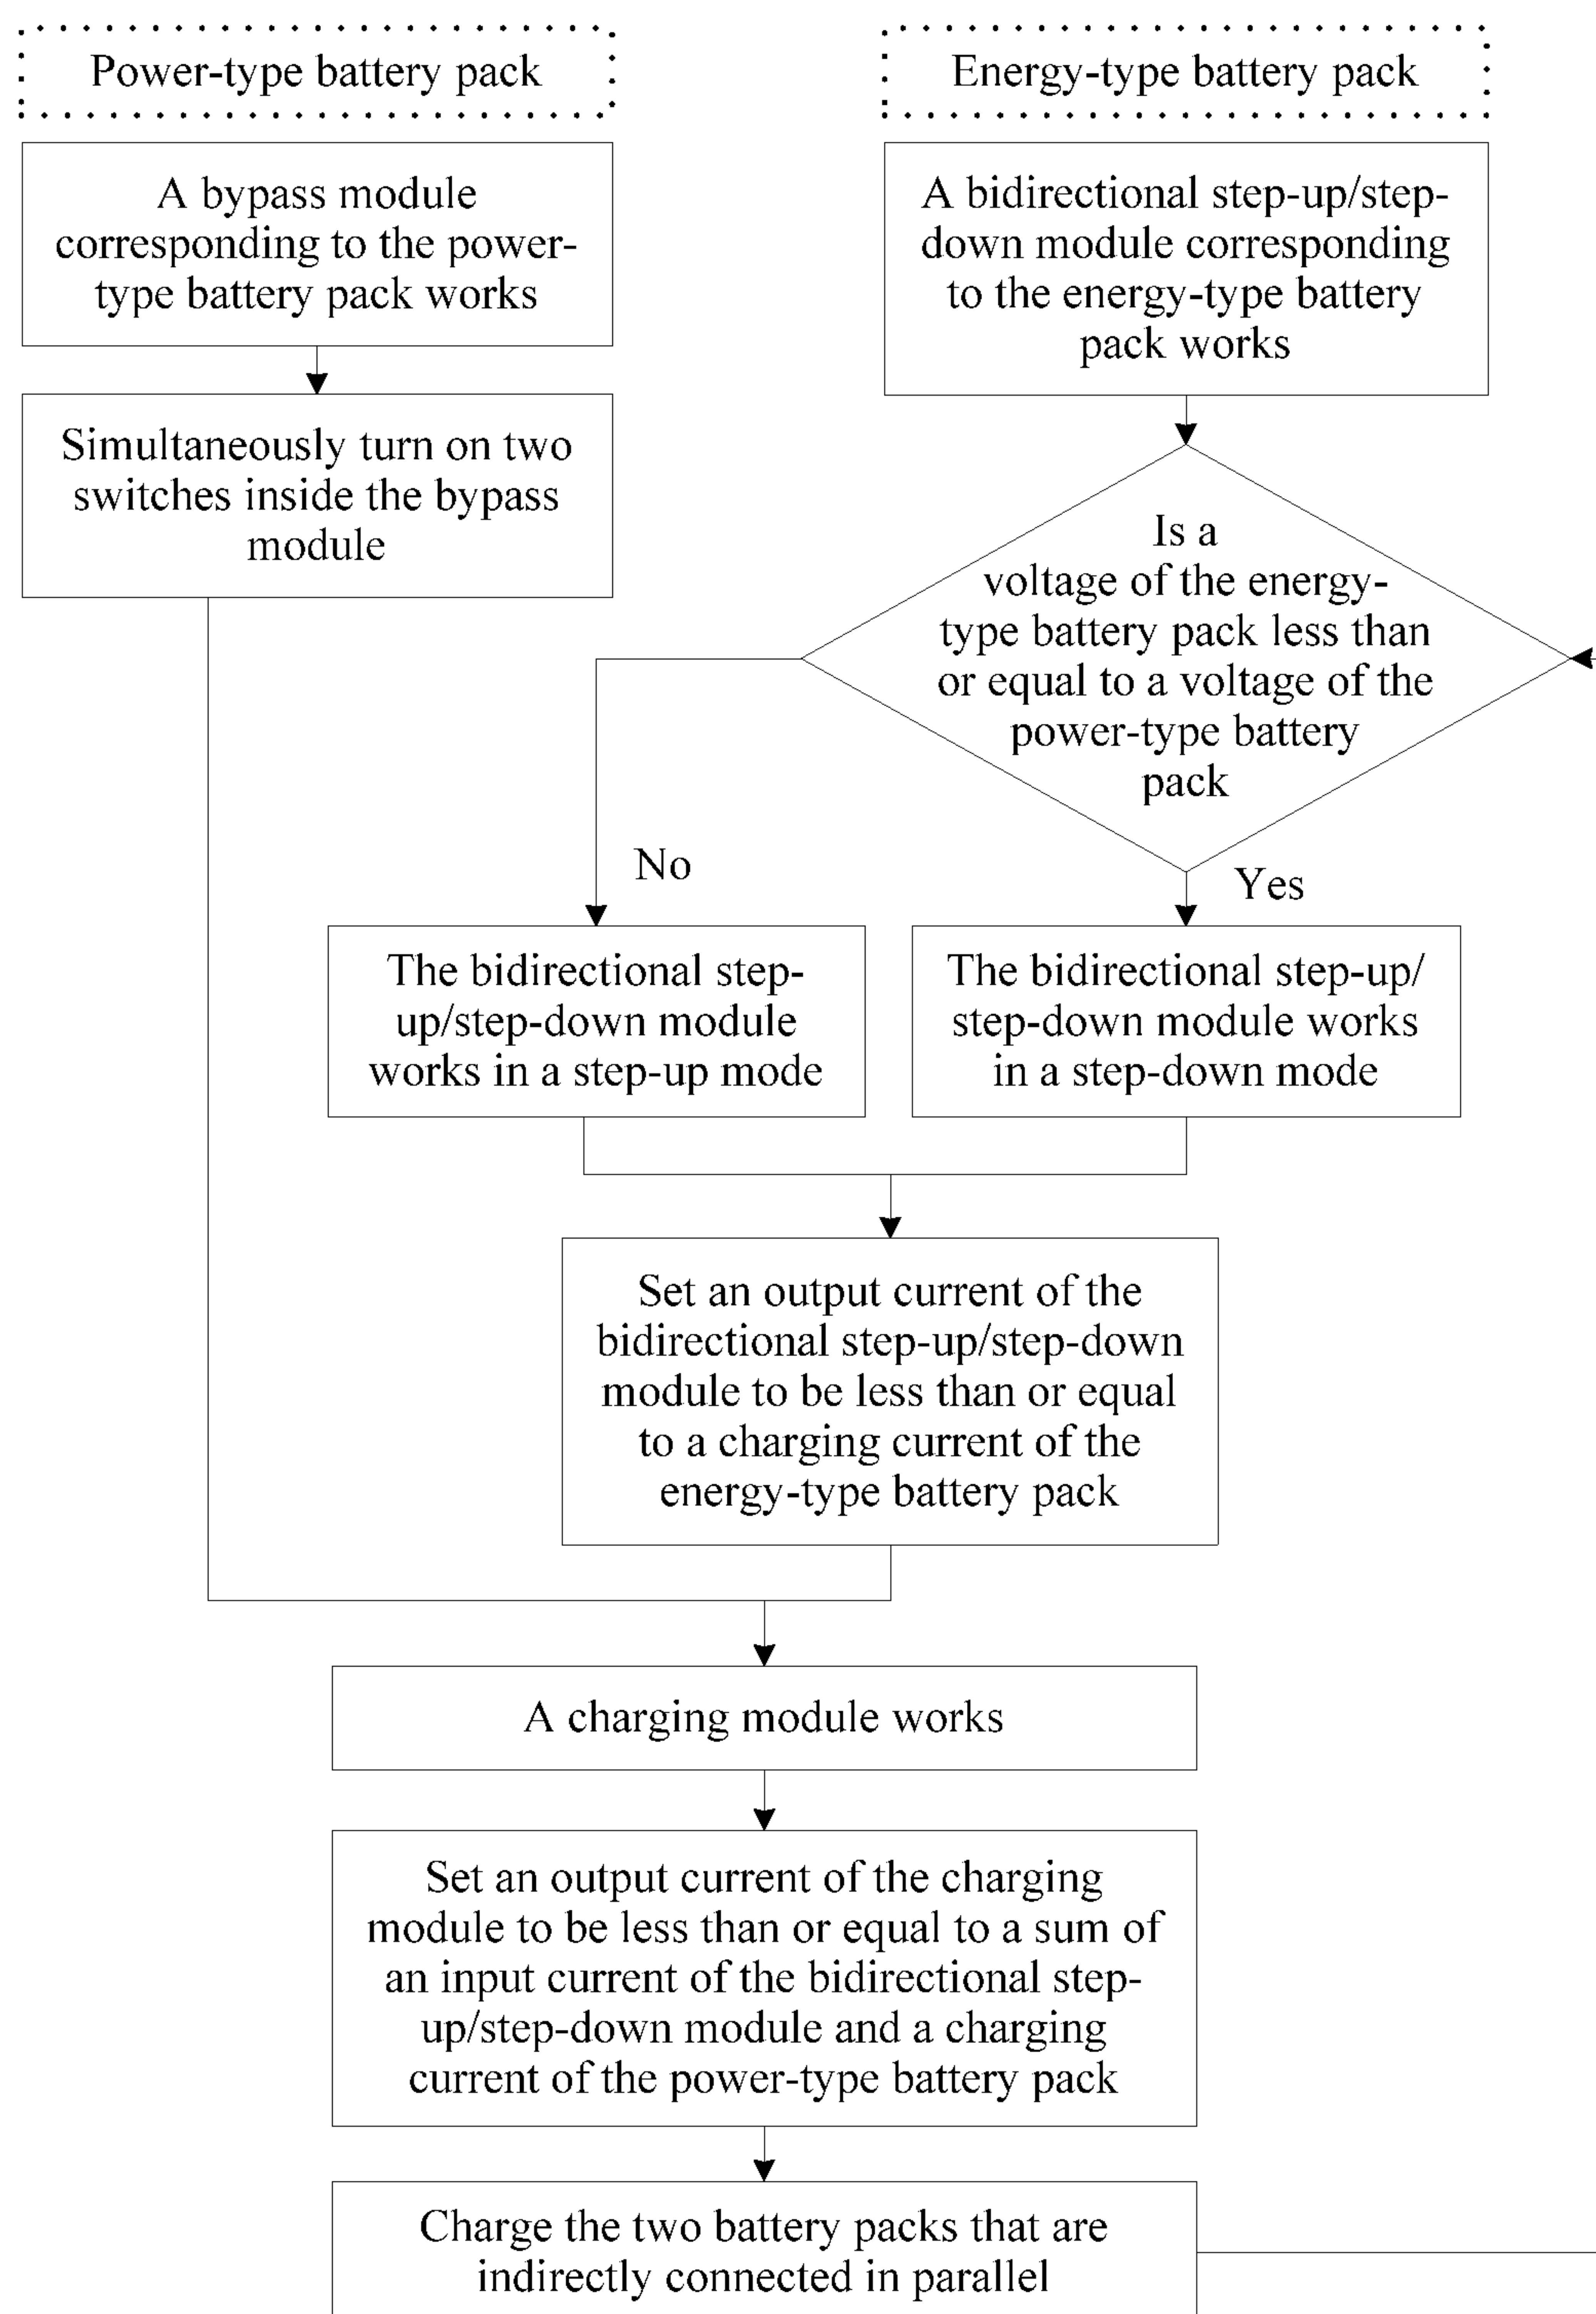 Power-type battery pack
Energy-type battery pack
A bypass module
corresponding to the power-
type battery pack works
A bidirectional step-up/step-
down module corresponding
to the energy-type battery
pack works
Simultaneously turn on two
switches inside the bypass
module
Is a
voltage of the energy-
type battery pack less than
or equal to a voltage of the
power-type battery
pack
No
Yes
The bidirectional step-
up/step-down module
works in a step-up mode
The bidirectional step-up/
step-down module works
in a step-down mode
Set an output current of the
bidirectional step-up/step-down
module to be less than or equal
to a charging current of the
energy-type battery pack
A charging module works
Set an output current of the charging
module to be less than or equal to a sum of
an input current of the bidirectional step-
up/step-down module and a charging
current of the power-type battery pack
Charge the two battery packs that are
indirectly connected in parallel